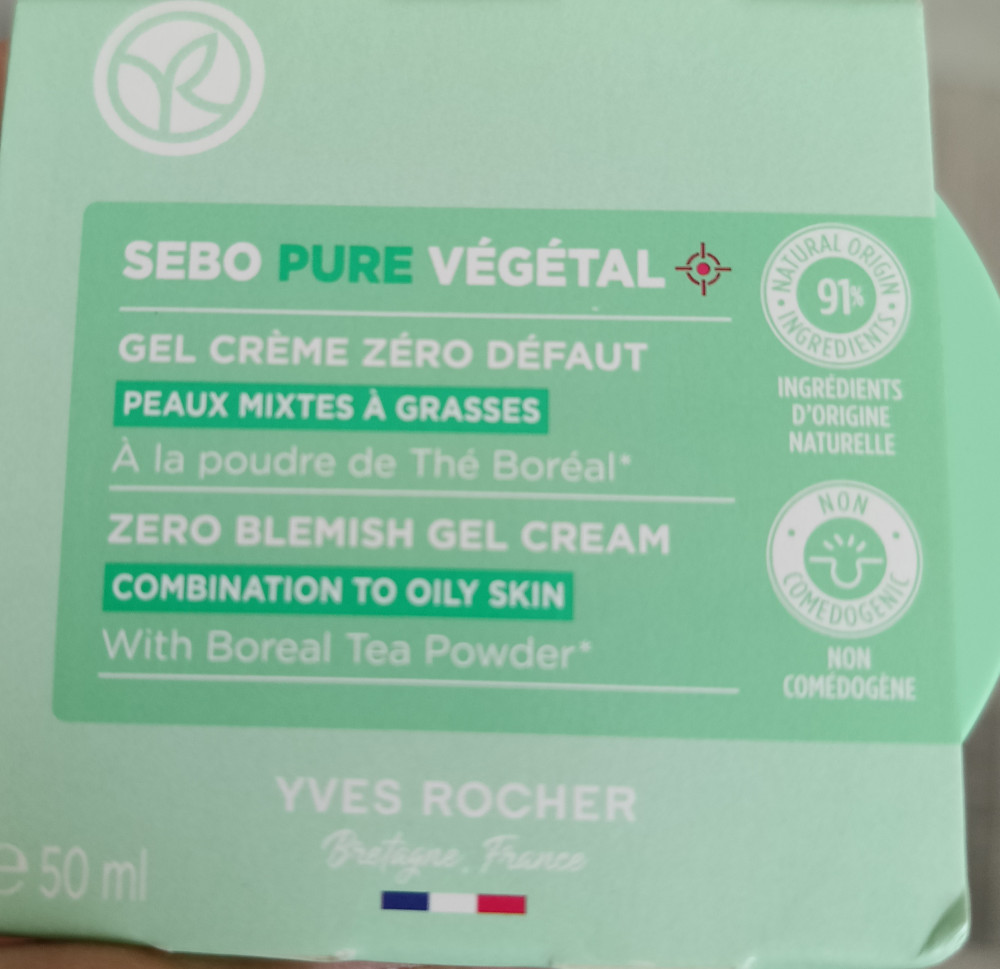 SEBO PURE VÉGÉTAL
GEL CRÈME ZÉRO DÉFAUT
PEAUX MIXTES À GRASSES
À la poudre de Thé Boréal*
ZERO BLEMISH GEL CREAM
COMBINATION TO OILY SKIN
With Boreal Tea Powder*
NATURAL ORIGIN
91%
INGREDIENTS
INGRÉDIENTS
D'ORIGINE
NATURELLE
NON
COMEDOGENIC
NON
COMÉDOGÈNE
YVES ROCHER
Bretagne, France
e 50 ml